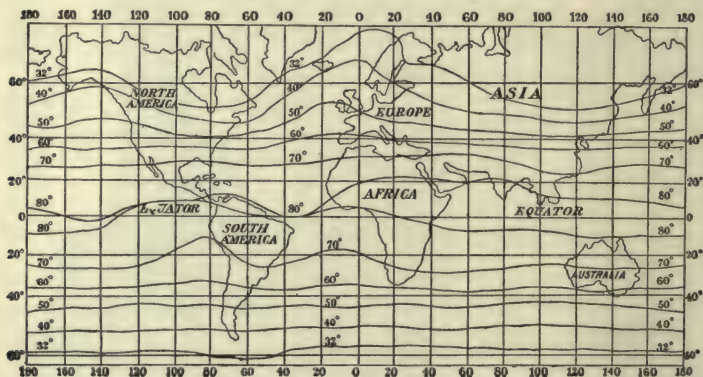 180 160 140 120 100 80 60 40 20 0 20 40 60 80 100 120 140 160 180
60° 32° 32° 32° 60°
40° NORTH AMERICA 40° ASIA 40°
50° 50° EUROPE 50°
40° 60° 60° 60° 40°
70° 70° 70°
20° AFRICA 20°
80° EQUATOR 80° EQUATOR 80°
0 0
80° SOUTH AMERICA 80°
20° 70°
70° AUSTRALIA 70°
60° 60° 60°
40° 40°
50° 50° 50°
40° 40° 40°
32° 32° 32°
60° 60°
180 160 140 120 100 80 60 40 20 0 20 40 60 80 100 120 140 160 180